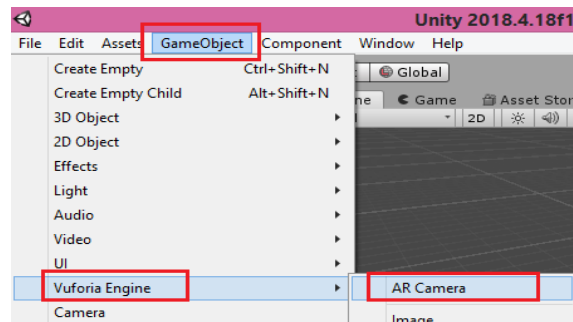 Unity 2018.4.18f1
File Edit Assets GameObject Component Window Help
Create Empty Ctrl+Shift+N
Global
Create Empty Child Alt+Shift+N
Game Asset Stor
3D Object
2D
2D Object
Effects
Light
Audio
Video
UI
Vuforia Engine AR Camera
Camera Image